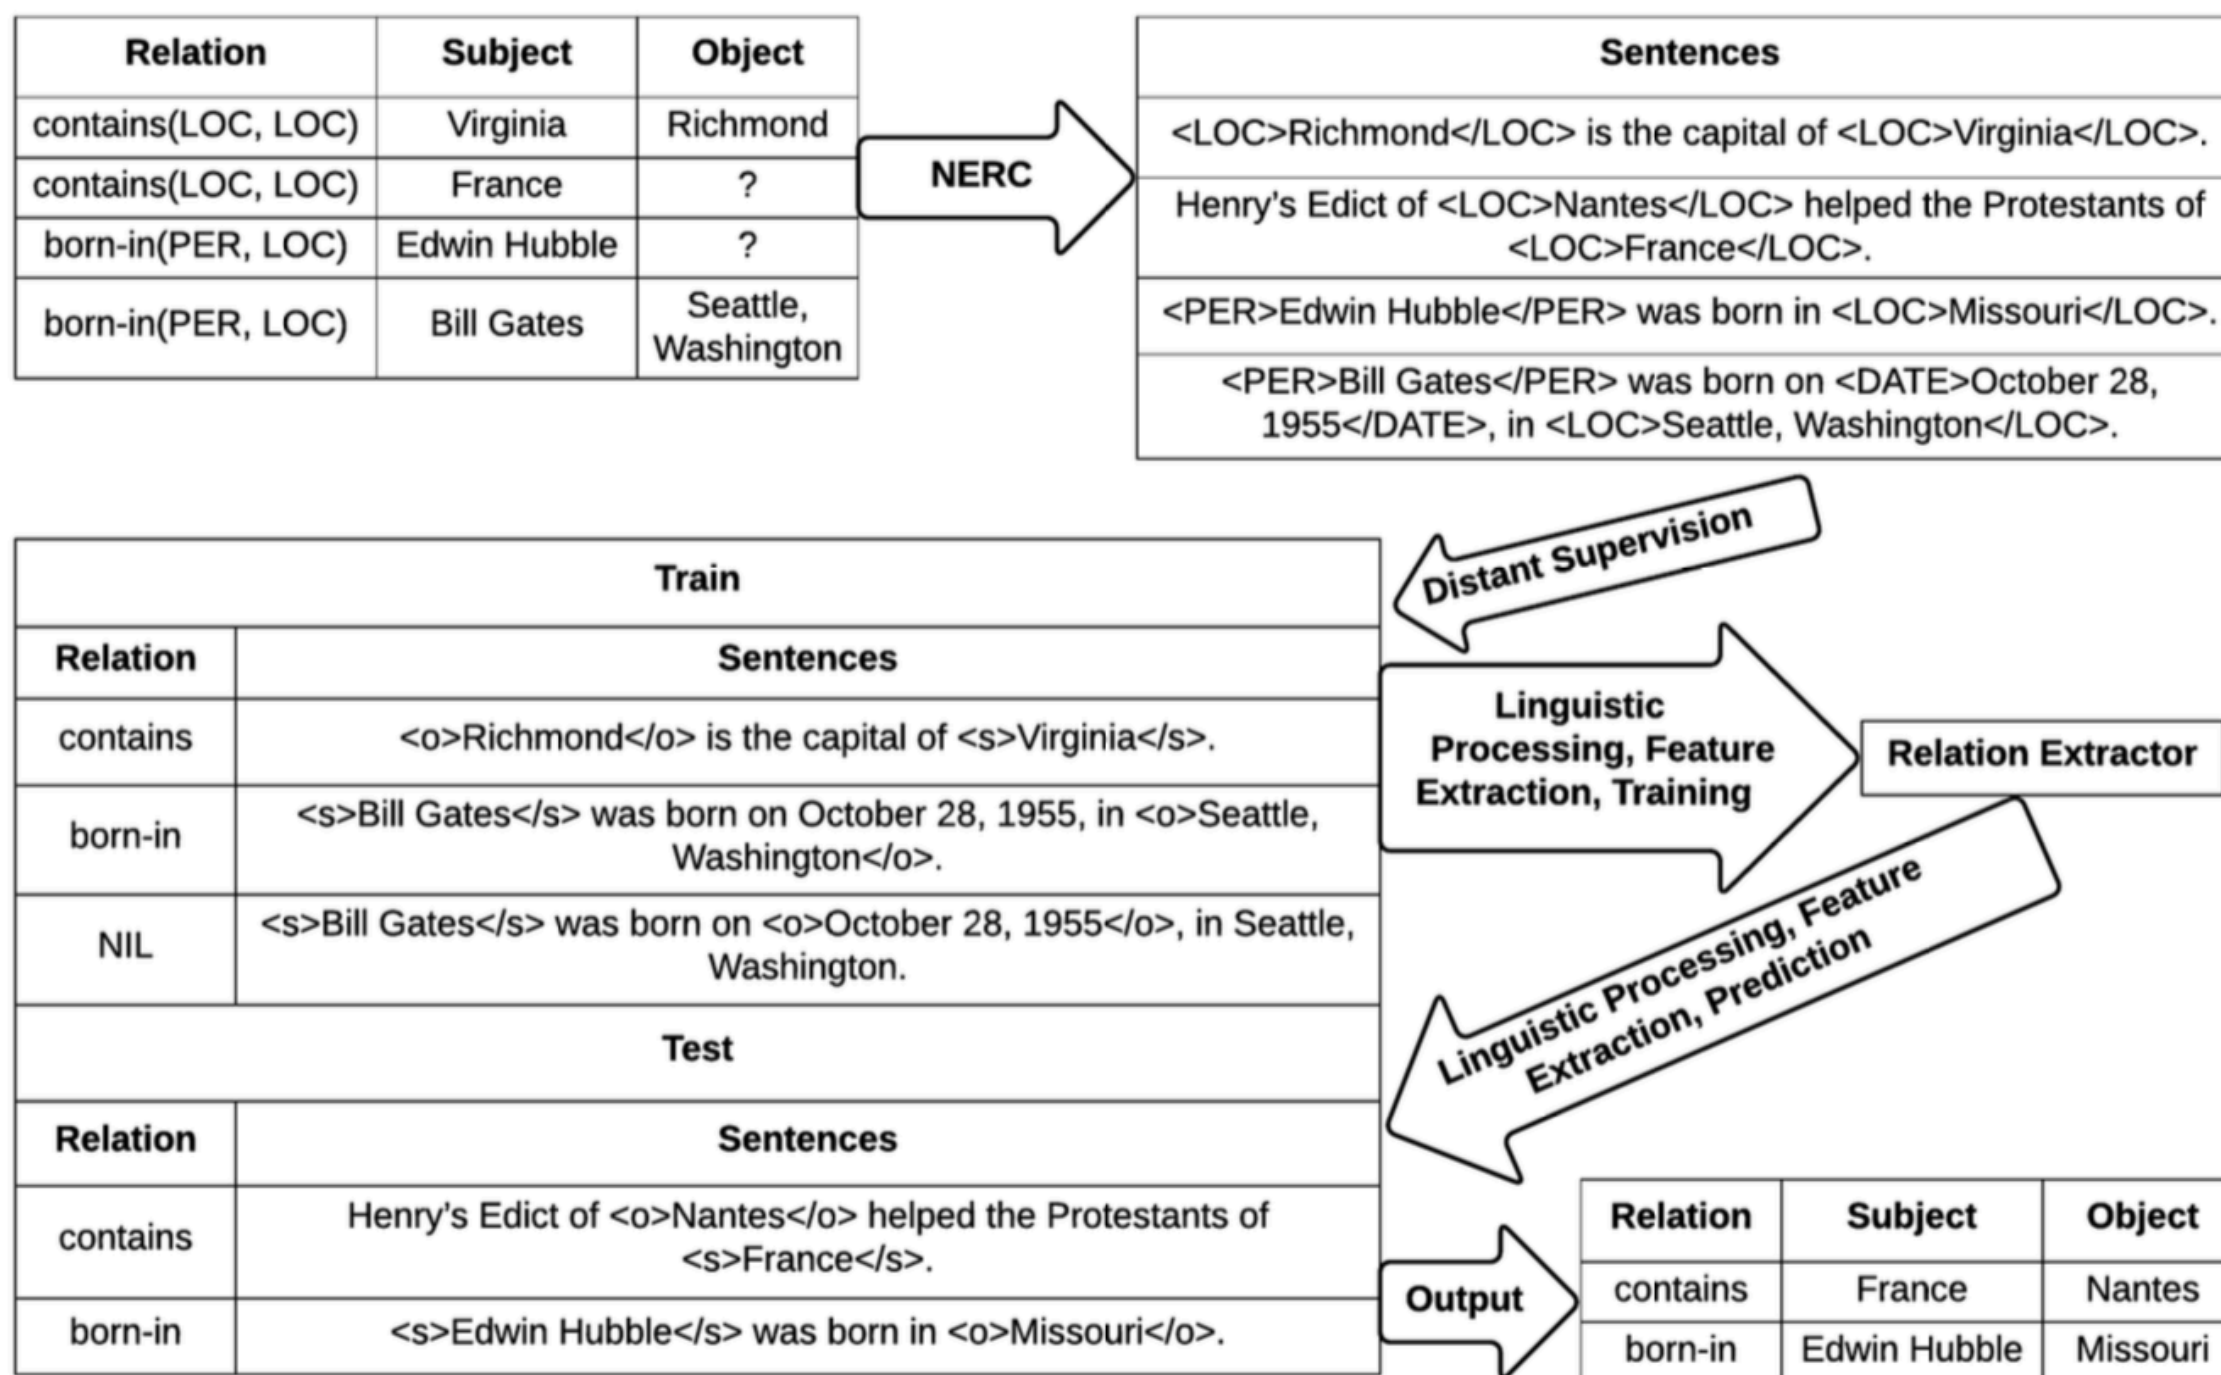 Relation Subject Object
contains(LOC, LOC) Virginia Richmond
contains(LOC, LOC) France ?
born-in(PER, LOC) Edwin Hubble ?
born-in(PER, LOC) Bill Gates Seattle,
Washington
NERC
Sentences
<LOC>Richmond</LOC> is the capital of <LOC>Virginia</LOC>.
Henry’s Edict of <LOC>Nantes</LOC> helped the Protestants of
<LOC>France</LOC>.
<PER>Edwin Hubble</PER> was born in <LOC>Missouri</LOC>.
<PER>Bill Gates</PER> was born on <DATE>October 28,
1955</DATE>, in <LOC>Seattle, Washington</LOC>.
Distant Supervision
Train
Relation Sentences
contains <o>Richmond</o> is the capital of <s>Virginia</s>.
born-in <s>Bill Gates</s> was born on October 28, 1955, in <o>Seattle,
Washington</o>.
NIL <s>Bill Gates</s> was born on <o>October 28, 1955</o>, in Seattle,
Washington.
Linguistic
Processing, Feature
Extraction, Training
Relation Extractor
Linguistic Processing, Feature
Extraction, Prediction
Test
Relation Sentences
contains Henry’s Edict of <o>Nantes</o> helped the Protestants of
<s>France</s>.
born-in <s>Edwin Hubble</s> was born in <o>Missouri</o>.
Output
Relation Subject Object
contains France Nantes
born-in Edwin Hubble Missouri